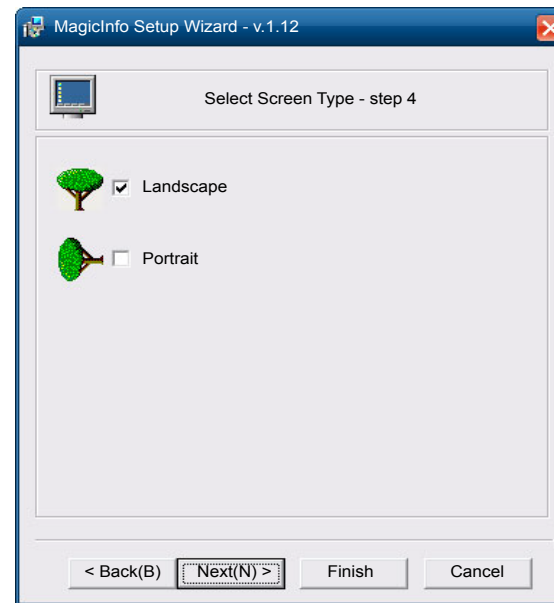 MagicInfo Setup Wizard - v.1.12
Select Screen Type - step 4
Landscape
Portrait
< Back(B) Next(N) > Finish Cancel